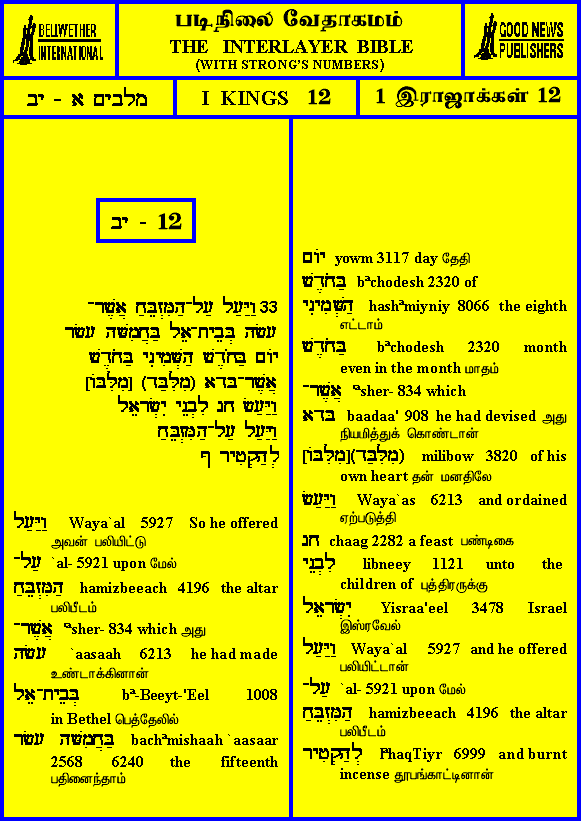 BELLWETHER
INTERNATIONAL
படிநிலை வேதாகமம்
THE INTERLAYER BIBLE
(WITH STRONG'S NUMBERS)
GOOD NEWS
PUBLISHERS
מלכים א - יב
I KINGS 12
1 இராஜாக்கள் 12
יב - 12
33 וַיַּעַל עַל־הַמִּזְבֵּחַ אֲשֶׁר־
עָשָׂה בְּבֵית־אֵל בַּחֲמִשָּׁה עָשָׂר
יוֹם בַּחֹדֶשׁ הַשְּׁמִינִי בַּחֹדֶשׁ
אֲשֶׁר־בָּדָא (מִלְּבַד) [מִלִּבּוֹ]
וַיַּעַשׂ חַג לִבְנֵי יִשְׂרָאֵל
וַיַּעַל עַל־הַמִּזְבֵּחַ
לְהַקְטִיר ף
וַיַּעַל Waya`al 5927 So he offered
அவன் பலியிட்டு
עַל־ `al- 5921 upon மேல்
הַמִּזְבֵּחַ hamizbeeach 4196 the altar
பலிபீடம்
אֲשֶׁר־ ªsher- 834 which அது
עָשָׂה `aasaah 6213 he had made
உண்டாக்கினான்
בְּבֵית־אֵל bª-Beeyt-'Eel 1008
in Bethel பெத்தேலில்
בַּחֲמִשָּׁה עָשָׂר bachªmishaah `aasaar
2568 6240 the fifteenth
பதினைந்தாம்
יוֹם yowm 3117 day தேதி
בַּחֹדֶשׁ bªchodesh 2320 of
הַשְּׁמִינִי hashªmiyniy 8066 the eighth
எட்டாம்
בַּחֹדֶשׁ bªchodesh 2320 month
even in the month மாதம்
אֲשֶׁר־ ªsher- 834 which
בָּדָא baadaa' 908 he had devised அது
நியமித்துக் கொண்டான்
(מִלְּבַד)[מִלִּבּוֹ] milibow 3820 of his
own heart தன் மனதிலே
וַיַּעַשׂ Waya`as 6213 and ordained
ஏற்படுத்தி
חַג chaag 2282 a feast பண்டிகை
לִבְנֵי libneey 1121 unto the
children of புத்திரருக்கு
יִשְׂרָאֵל Yisraa'eel 3478 Israel
இஸ்ரவேல்
וַיַּעַל Waya`al 5927 and he offered
பலியிட்டான்
עַל־ `al- 5921 upon மேல்
הַמִּזְבֵּחַ hamizbeeach 4196 the altar
பலிபீடம்
לְהַקְטִיר lªhaqTiyr 6999 and burnt
incense தூபங்காட்டினான்